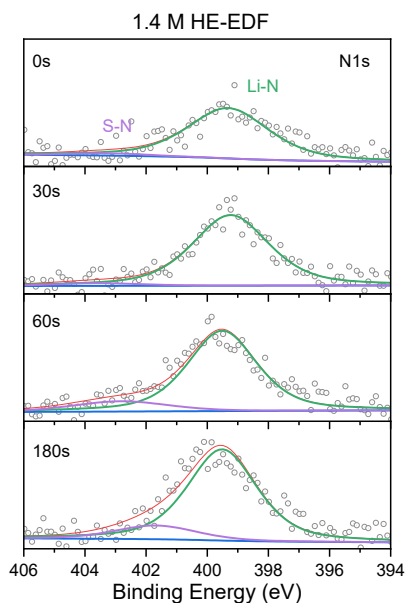 1.4 M HE-EDF
0s
N1s
Li-N
S-N
30s
60s
180s
406 404 402 400 398 396 394
Binding Energy (eV)